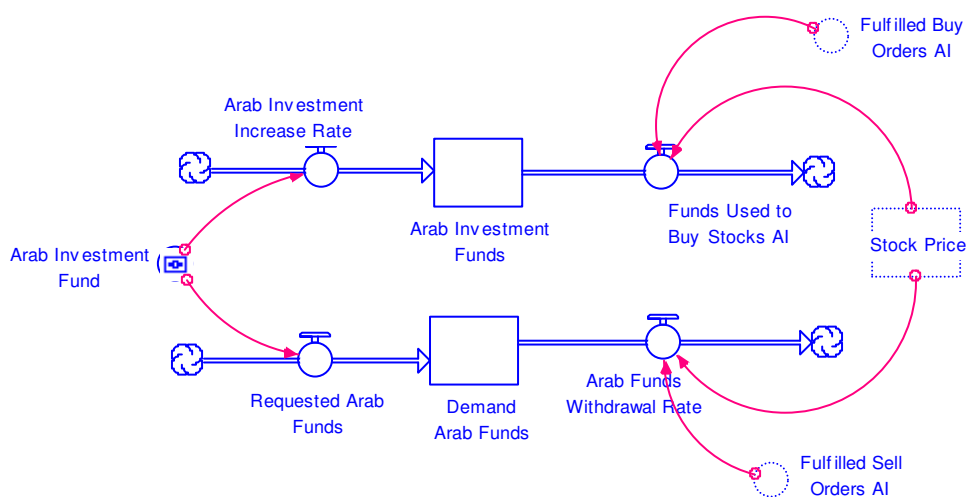 Fulfilled Buy
Orders AI
Arab Investment
Increase Rate
Arab Investment
Funds
Funds Used to
Buy Stocks AI
Stock Price
Arab Investment
Fund
Requested Arab
Funds
Demand
Arab Funds
Arab Funds
Withdrawal Rate
Fulfilled Sell
Orders AI